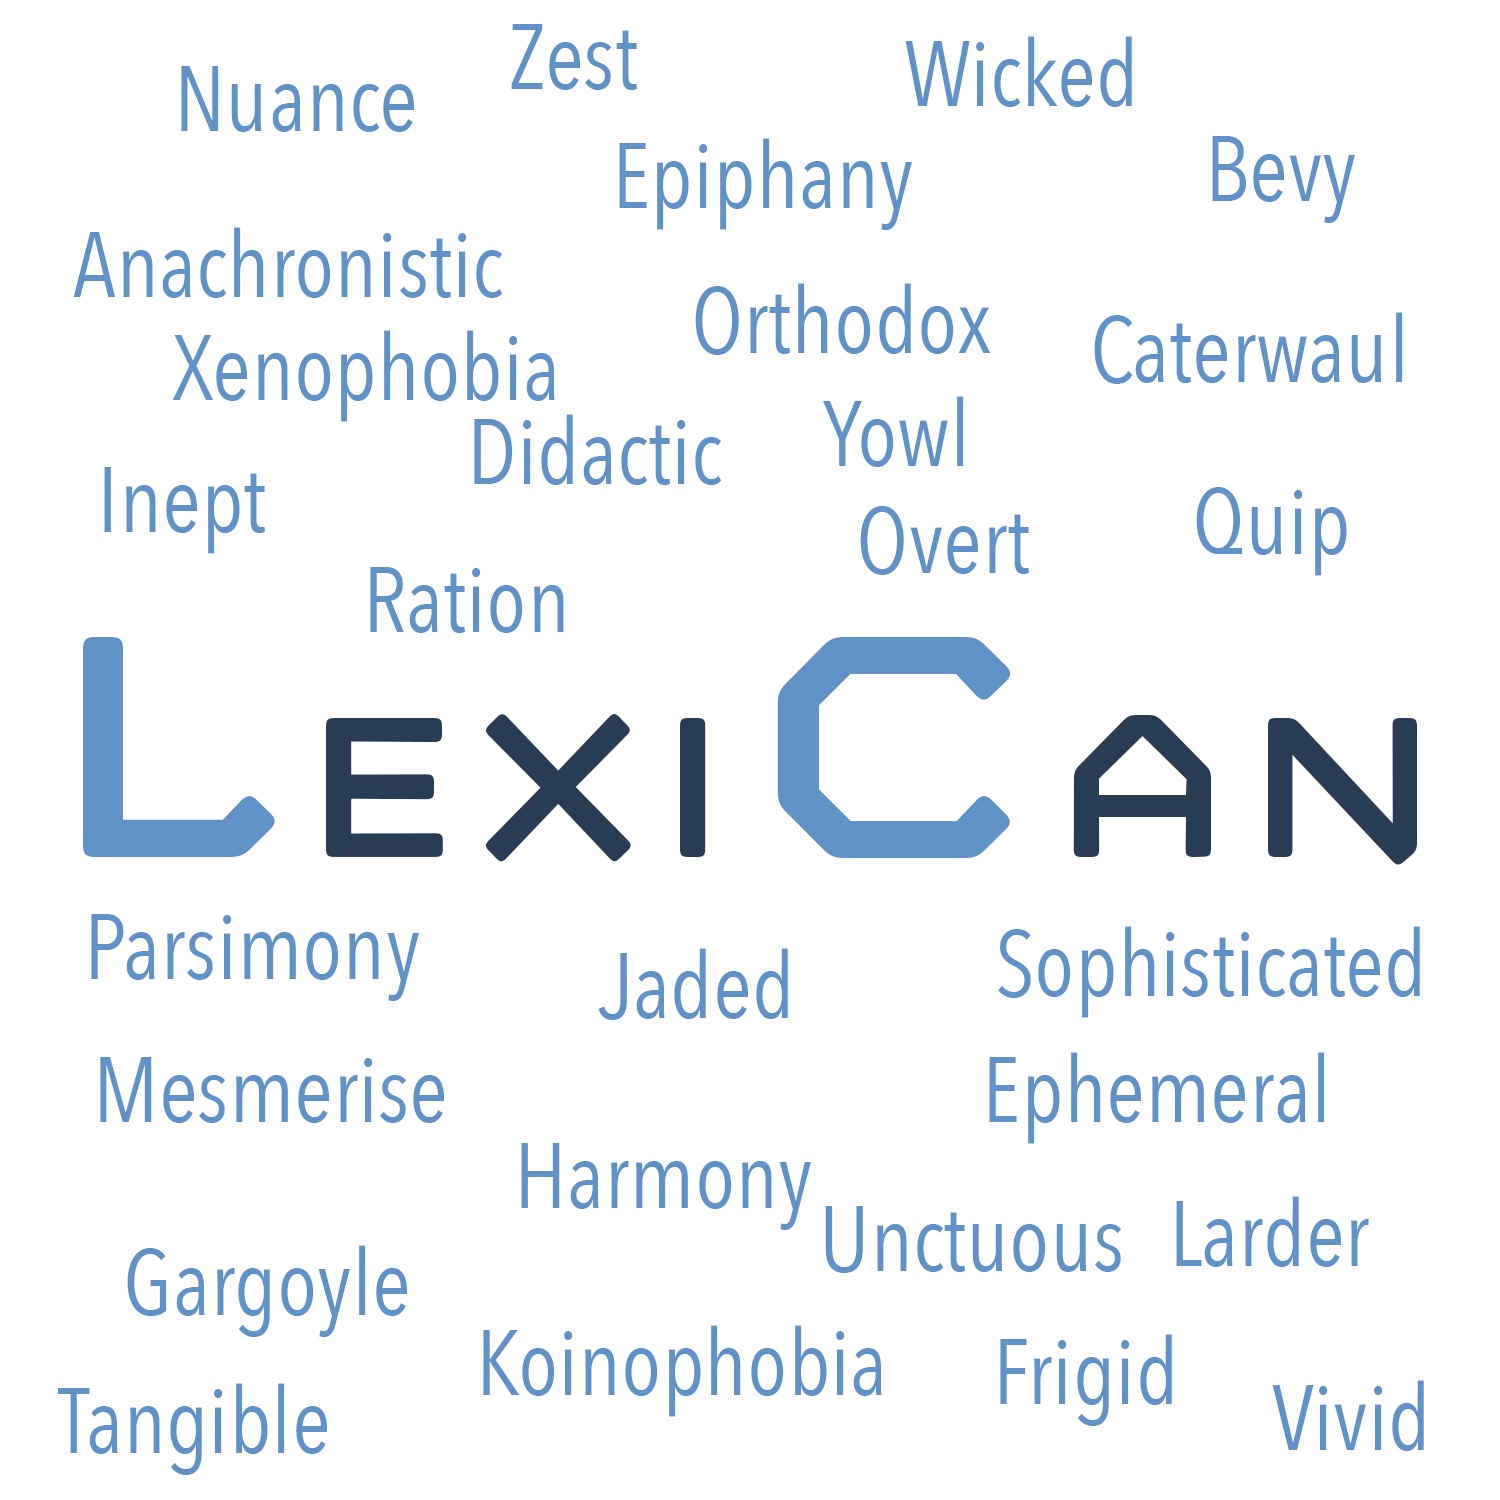 Zest
Wicked
Nuance
Epiphany
Bevy
Anachronistic
Orthodox
Caterwaul
Xenophobia
Yowl
Didactic
Inept
Quip
Overt
Ration
LEXICAN
Parsimony
Sophisticated
Jaded
Mesmerise
Ephemeral
Harmony
Larder
Unctuous
Gargoyle
Koinophobia
Frigid
Vivid
Tangible